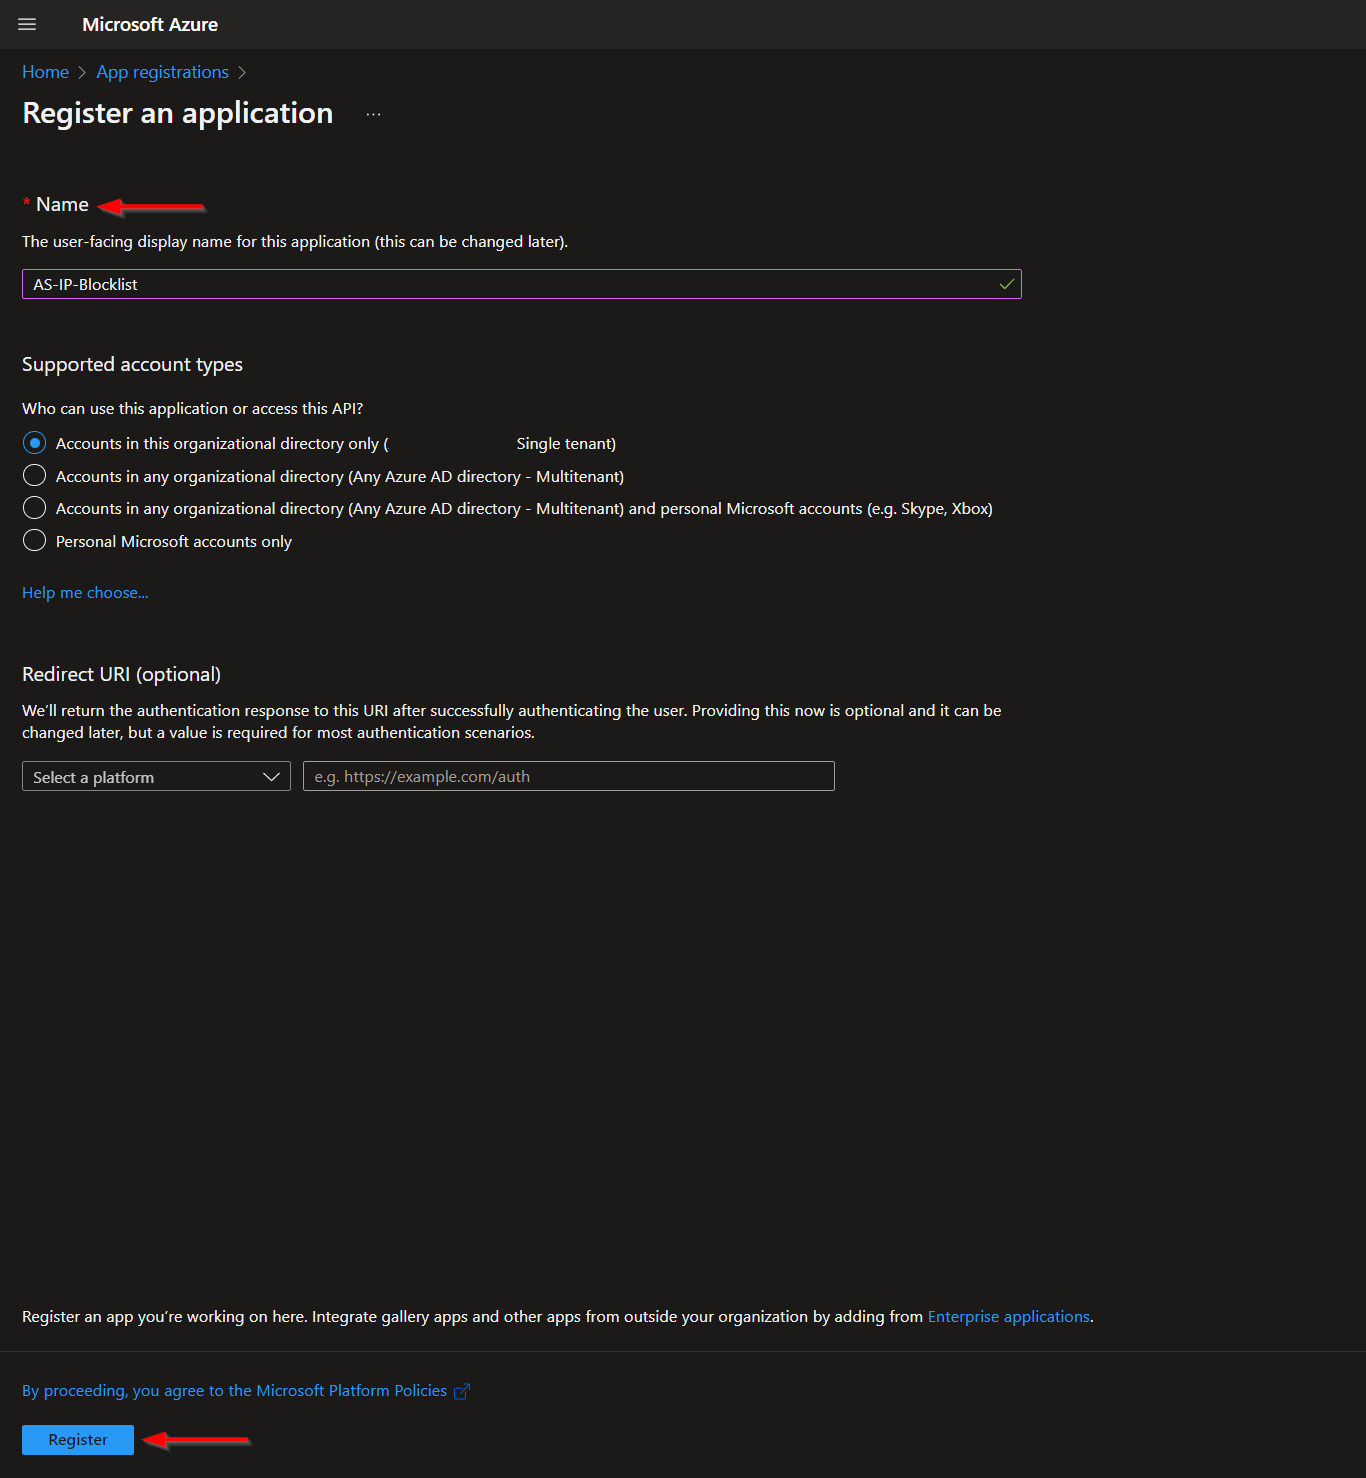 Microsoft Azure
Home > App registrations >
Register an application ...
* Name
The user-facing display name for this application (this can be changed later).
AS-IP-Blocklist
Supported account types
Who can use this application or access this API?
Accounts in this organizational directory only ( Single tenant)
Accounts in any organizational directory (Any Azure AD directory - Multitenant)
Accounts in any organizational directory (Any Azure AD directory - Multitenant) and personal Microsoft accounts (e.g. Skype, Xbox)
Personal Microsoft accounts only
Help me choose...
Redirect URI (optional)
We'll return the authentication response to this URI after successfully authenticating the user. Providing this now is optional and it can be
changed later, but a value is required for most authentication scenarios.
Select a platform e.g. https://example.com/auth
Register an app you're working on here. Integrate gallery apps and other apps from outside your organization by adding from Enterprise applications.
By proceeding, you agree to the Microsoft Platform Policies
Register